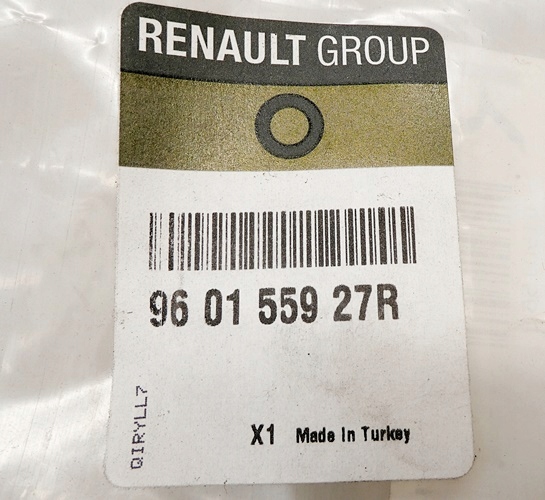 RENAULT GROUP
96 01 559 27R
QIRYLL7
X1 Made In Turkey